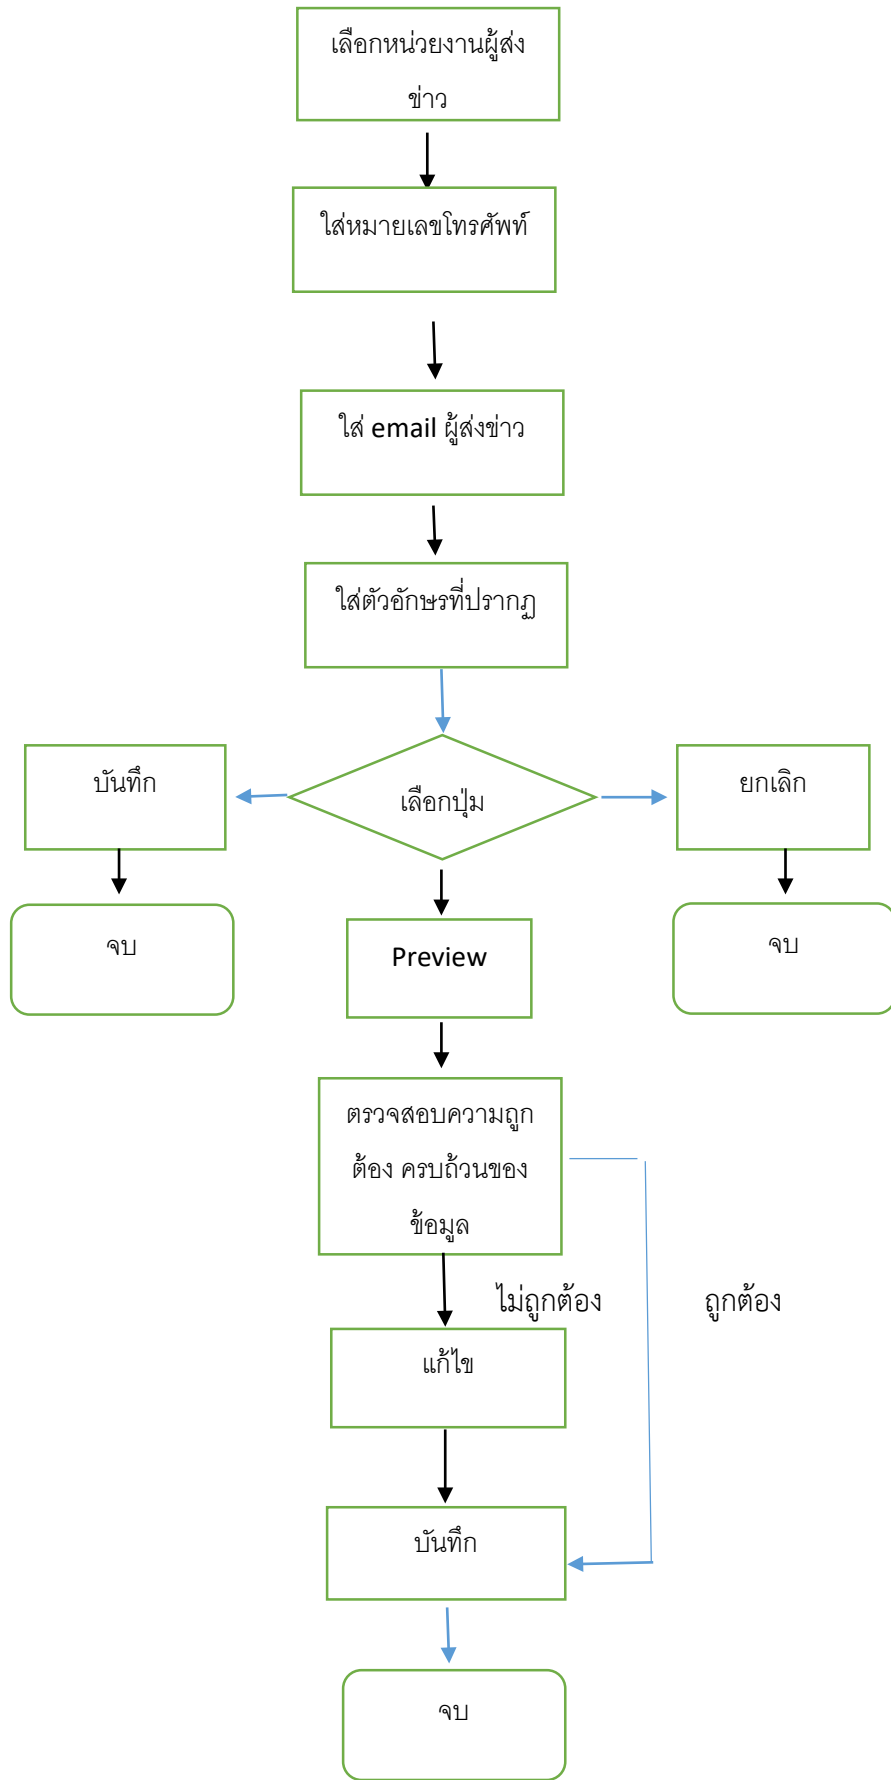 เลือกหน่วยงานผู้ส่ง
ข่าว
ใส่หมายเลขโทรศัพท์
ใส่ email ผู้ส่งข่าว
ใส่ตัวอักษรที่ปรากฏ
บันทึก
เลือกปุ่ม
ยกเลิก
จบ
Preview
จบ
ตรวจสอบความถูก
ต้อง ครบถ้วนของ
ข้อมูล
ไม่ถูกต้อง
ถูกต้อง
แก้ไข
บันทึก
จบ